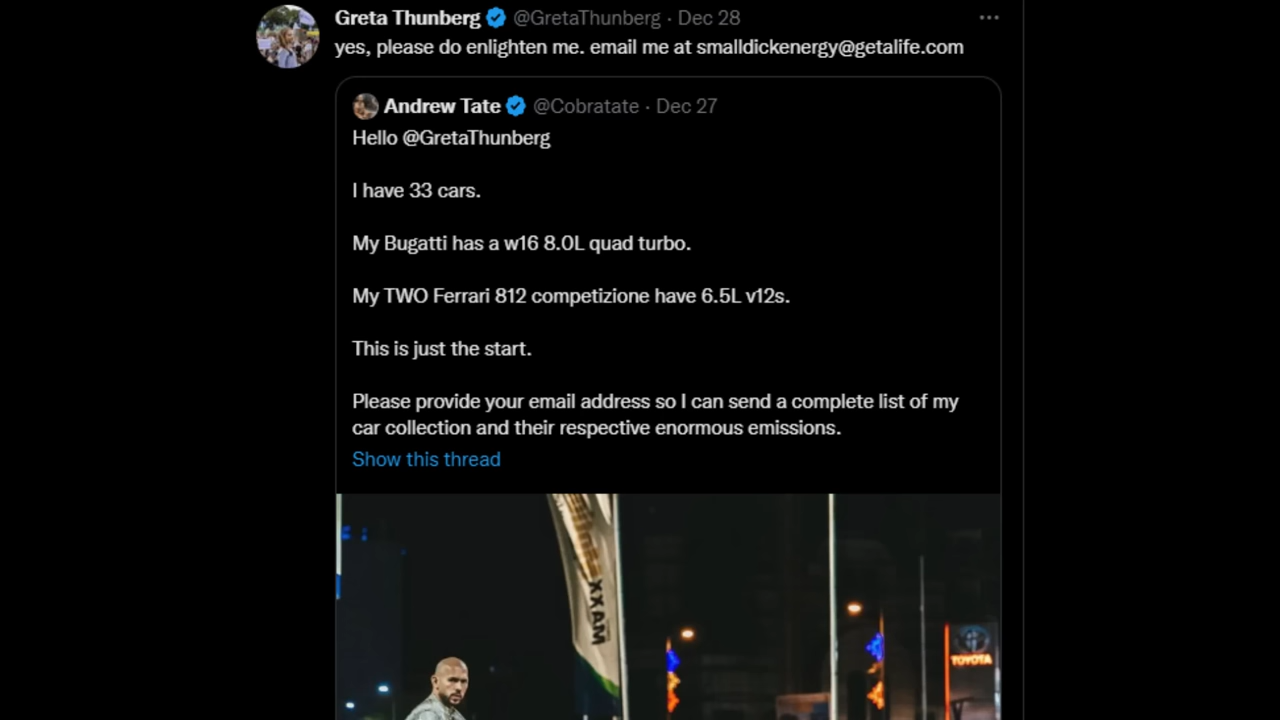 Greta Thunberg @GretaThunberg · Dec 28
yes, please do enlighten me. email me at smalldickenergy@getalife.com
Andrew Tate @Cobratate · Dec 27
Hello @GretaThunberg
I have 33 cars.
My Bugatti has a w16 8.0L quad turbo.
My TWO Ferrari 812 competizione have 6.5L v12s.
This is just the start.
Please provide your email address so I can send a complete list of my
car collection and their respective enormous emissions.
Show this thread
MAXX
TOYOTA